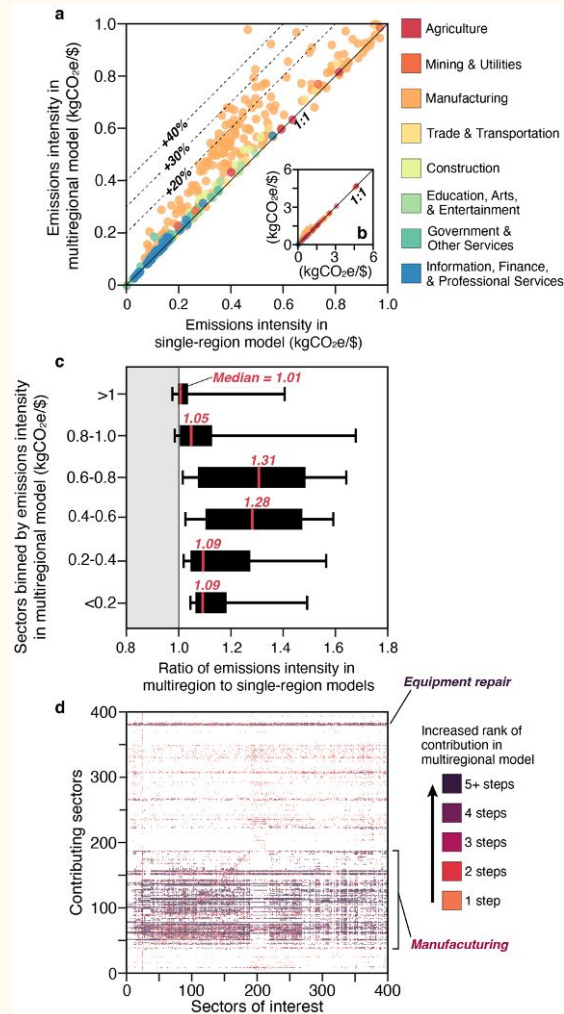 a
Emissions intensity in
multiregional model (kgCO₂e/$)
1.0
0.8
0.6
0.4
0.2
0
+40%
+30%
+20%
1:1
0
0.2
0.4
0.6
0.8
1.0
Emissions intensity in
single-region model (kgCO₂e/$)
b
(kgCO₂e/$)
6
3
0
1:1
0
3
6
(kgCO₂e/$)
Agriculture
Mining & Utilities
Manufacturing
Trade & Transportation
Construction
Education, Arts,
& Entertainment
Government &
Other Services
Information, Finance,
& Professional Services
c
Sectors binned by emissions intensity
in multiregional model (kgCO₂e/$)
>1
0.8-1.0
0.6-0.8
0.4-0.6
0.2-0.4
<0.2
Median = 1.01
1.05
1.31
1.28
1.09
1.09
0.8
1.0
1.2
1.4
1.6
1.8
Ratio of emissions intensity in
multiregion to single-region models
d
Contributing sectors
400
300
200
100
0
0
100
200
300
400
Sectors of interest
Equipment repair
Increased rank of
contribution in
multiregional model
5+ steps
4 steps
3 steps
2 steps
1 step
Manufacuturing